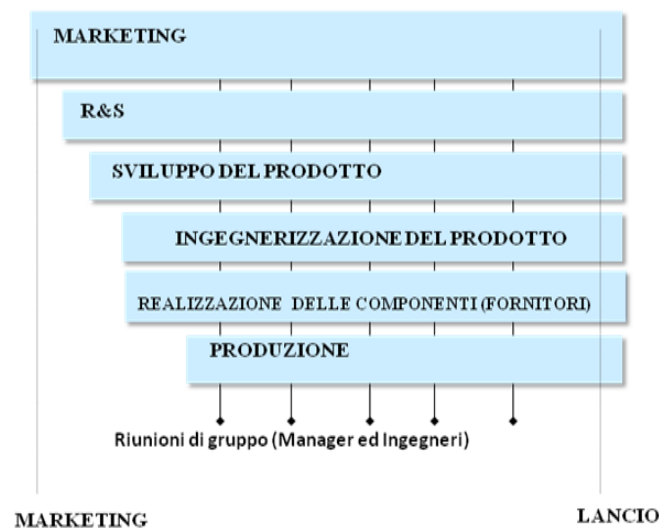 MARKETING
R&S
SVILUPPO DEL PRODOTTO
INGEGNERIZZAZIONE DEL PRODOTTO
REALIZZAZIONE DELLE COMPONENTI (FORNITORI)
PRODUZIONE
Riunioni di gruppo (Manager ed Ingegneri)
MARKETING
LANCIO